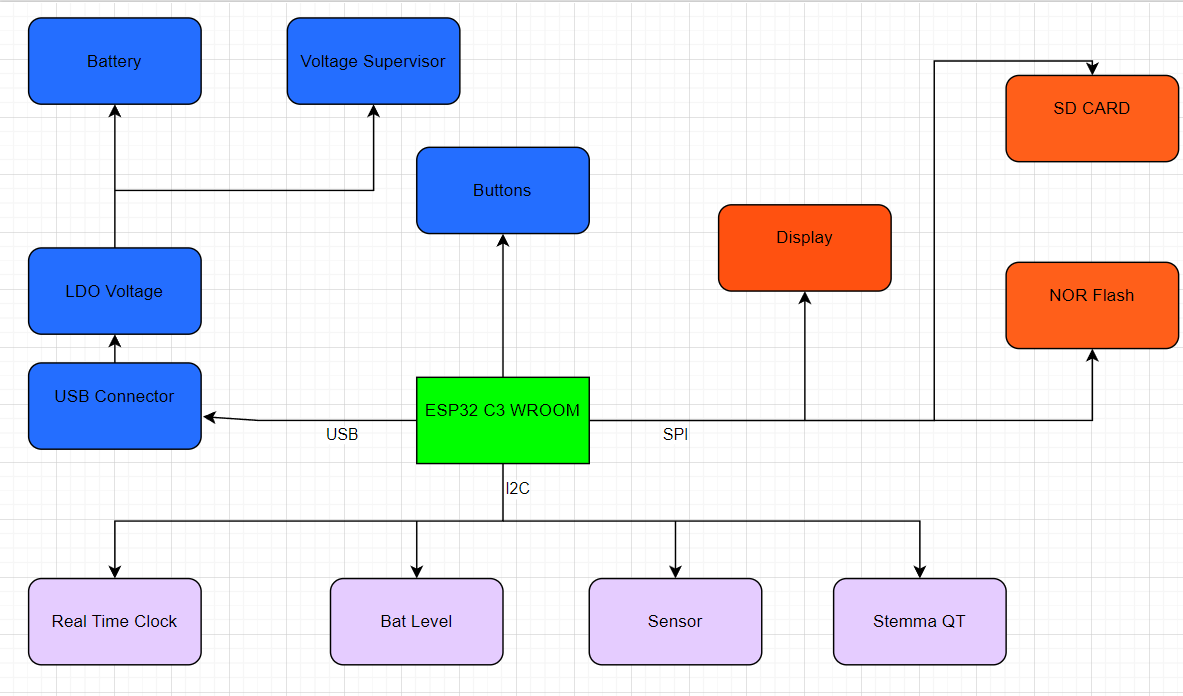 Battery
Voltage Supervisor
SD CARD
Buttons
Display
LDO Voltage
NOR Flash
USB Connector
ESP32 C3 WROOM
USB
SPI
I2C
Real Time Clock
Bat Level
Sensor
Stemma QT